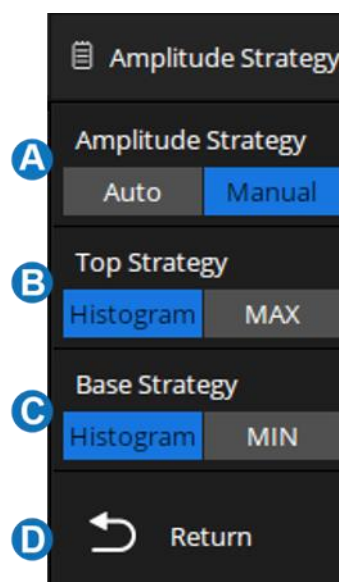 Amplitude Strategy
A
Amplitude Strategy
Auto Manual
B
Top Strategy
Histogram MAX
C
Base Strategy
Histogram MIN
D
Return